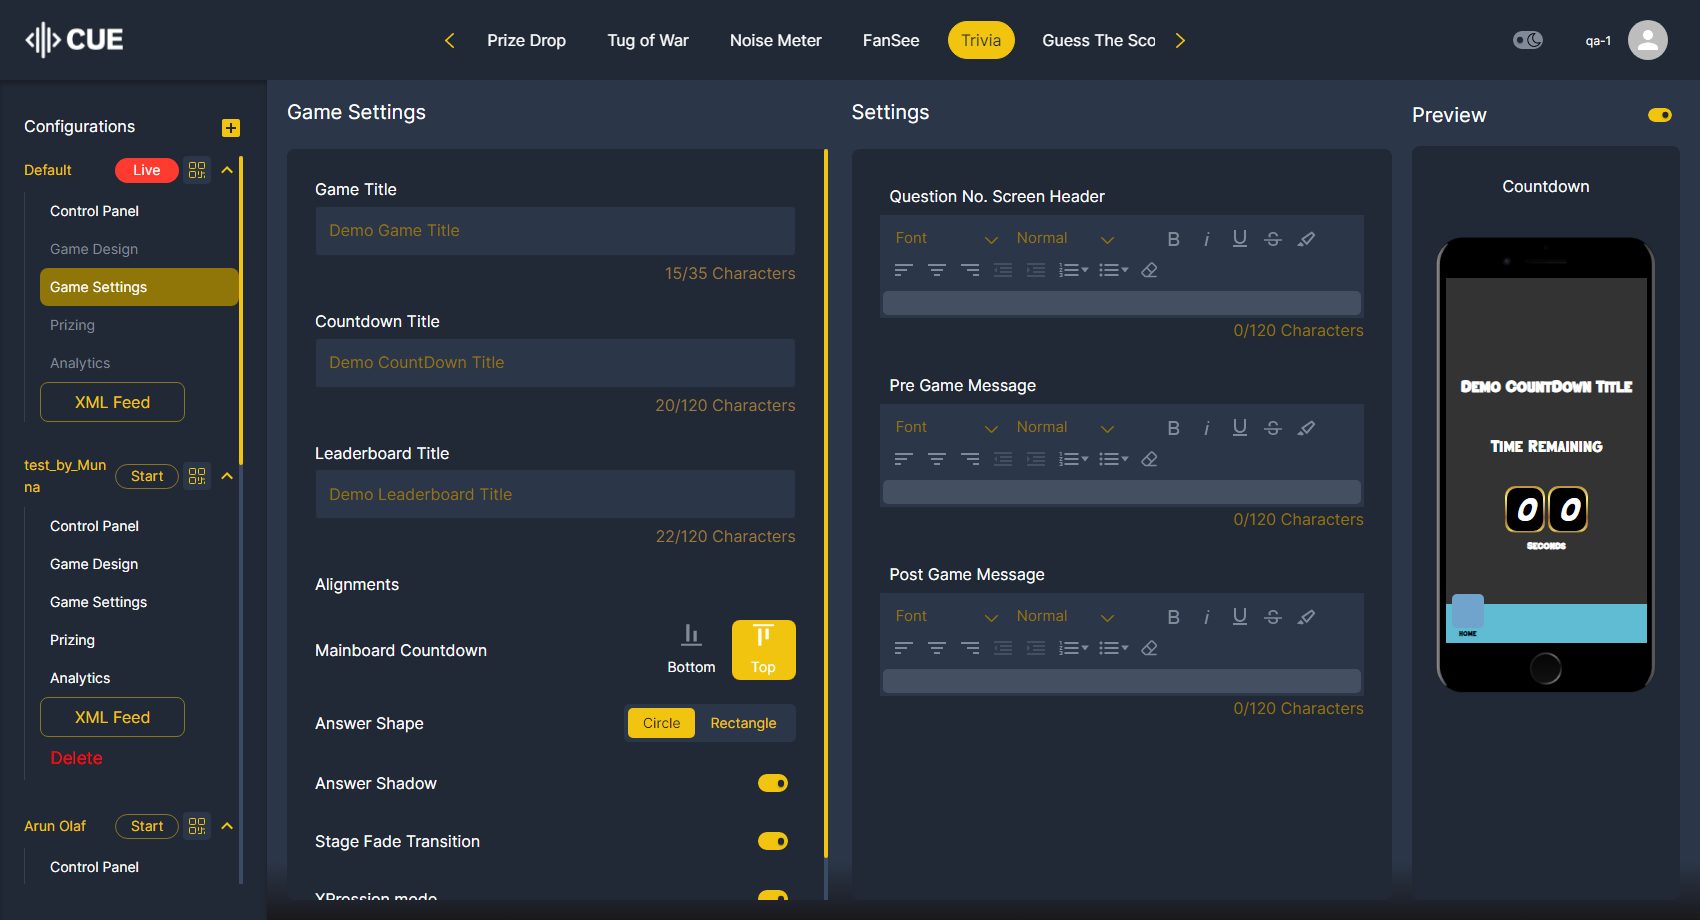 CUE
Prize Drop
Tug of War
Noise Meter
FanSee
Trivia
Guess The Sco
qa-1
Configurations
Default
Live
Control Panel
Game Design
Game Settings
Prizing
Analytics
XML Feed
test_by_Mun
na
Start
Control Panel
Game Design
Game Settings
Prizing
Analytics
XML Feed
Delete
Arun Olaf
Start
Control Panel
Game Settings
Game Title
Demo Game Title
15/35 Characters
Countdown Title
Demo CountDown Title
20/120 Characters
Leaderboard Title
Demo Leaderboard Title
22/120 Characters
Alignments
Mainboard Countdown
Bottom
Top
Answer Shape
Circle
Rectangle
Answer Shadow
Stage Fade Transition
XPression mode
Settings
Question No. Screen Header
Font
Normal
0/120 Characters
Pre Game Message
Font
Normal
0/120 Characters
Post Game Message
Font
Normal
0/120 Characters
Preview
Countdown
Demo CountDown Title
Time Remaining
0 0
Seconds
HOME